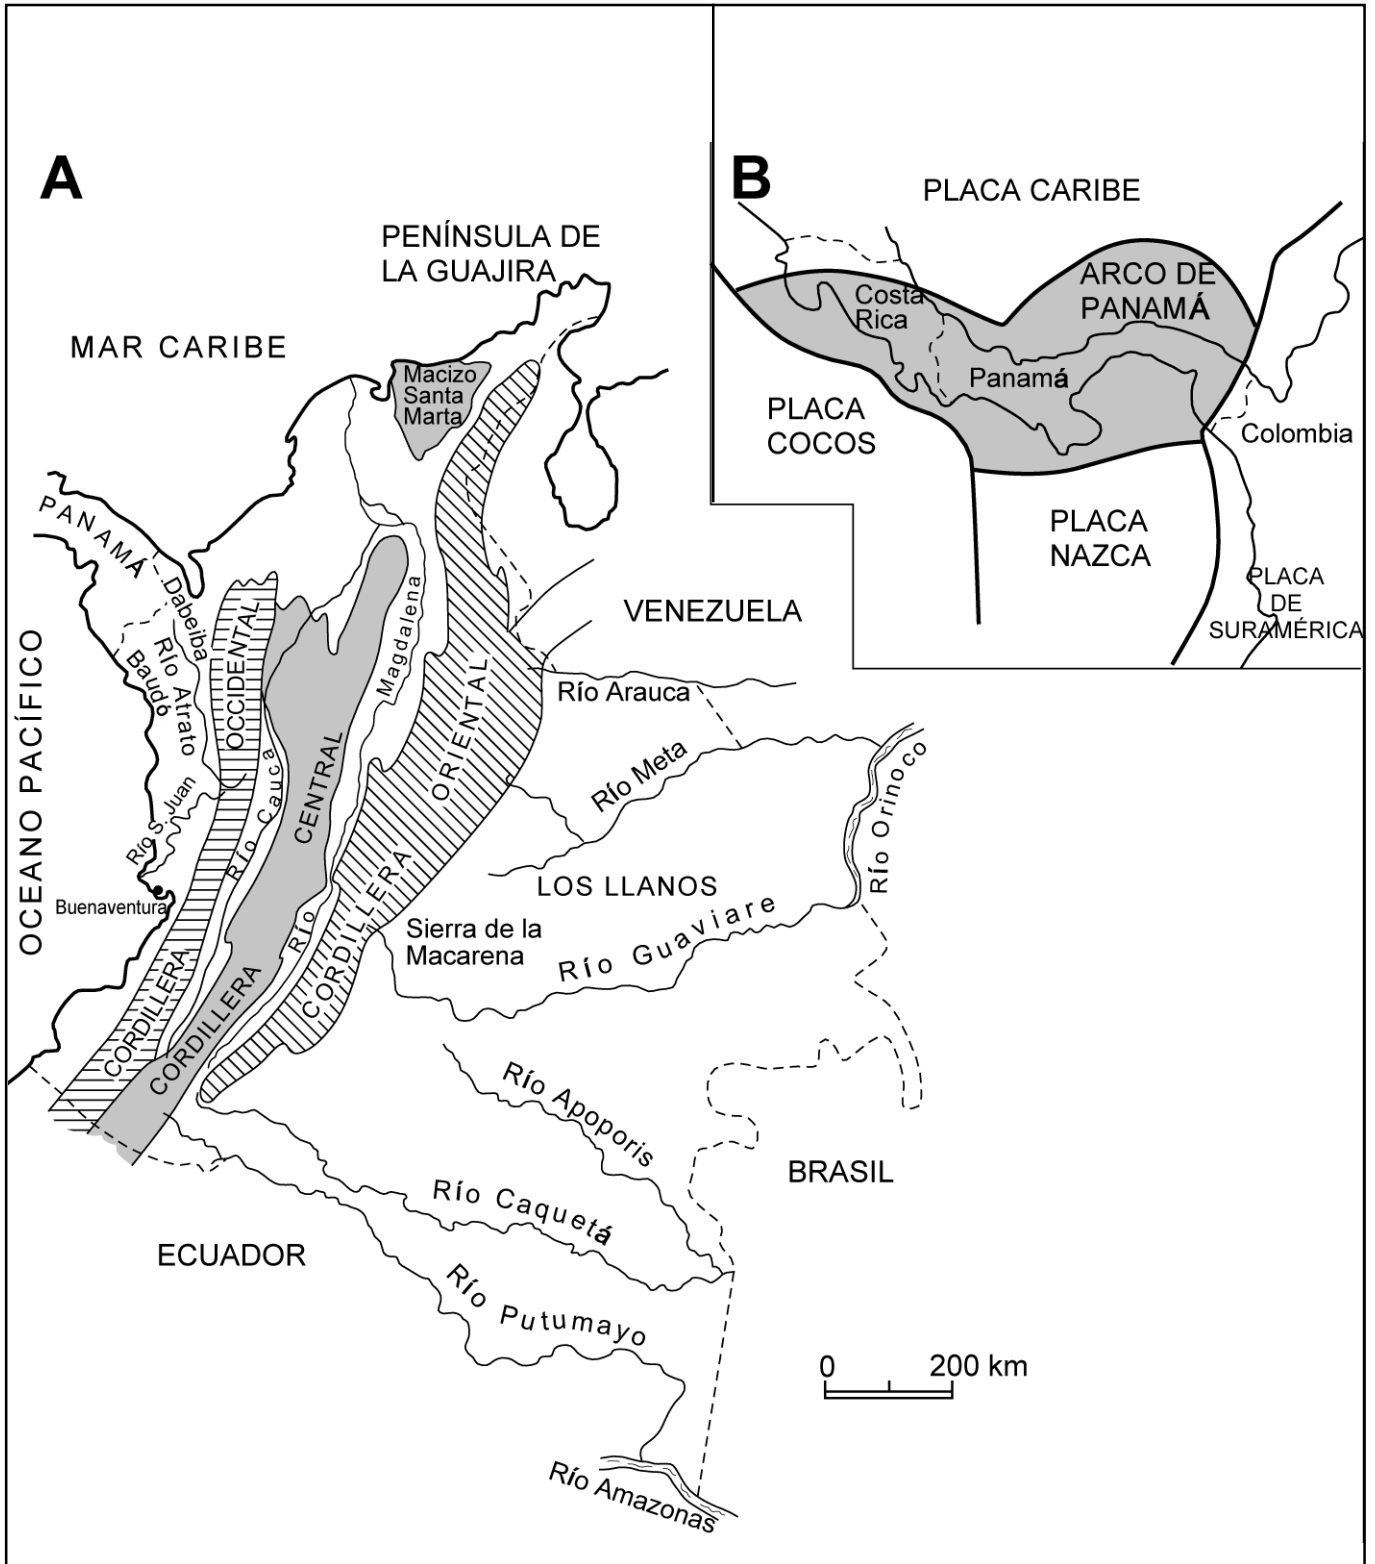 A
PENÍNSULA DE
LA GUAJIRA
MAR CARIBE
Macizo
Santa
Marta
PANAMÁ
Dabeiba
Río Atrato
Baudó
OCEANO PACÍFICO
Río S. Juan
Buenaventura
CORDILLERA OCCIDENTAL
Río Cauca
CORDILLERA CENTRAL
Río Magdalena
CORDILLERA ORIENTAL
VENEZUELA
Río Arauca
Río Meta
Río Orinoco
LOS LLANOS
Sierra de la
Macarena
Río Guaviare
Río Apoporis
BRASIL
Río Caquetá
ECUADOR
Río Putumayo
0 200 km
Río Amazonas
B
PLACA CARIBE
ARCO DE
PANAMÁ
Costa
Rica
Panamá
PLACA
COCOS
Colombia
PLACA
NAZCA
PLACA
DE
SURAMÉRICA